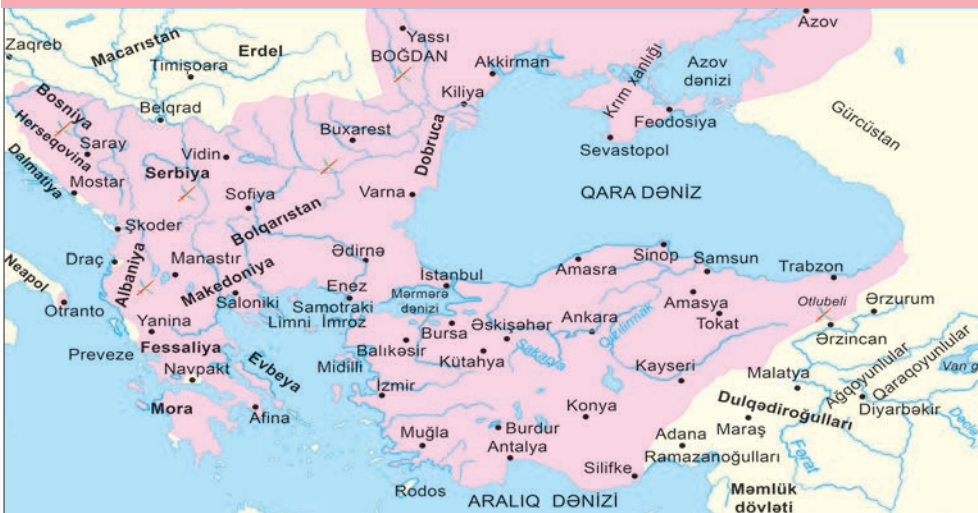 Zaqreb
Macarıstan
Erdel
Timişoara
Yassı
BOĞDAN
Akkirman
Kiliya
Azov
Azov
dənizi
Krım xanlığı
Feodosiya
Sevastopol
Gürcüstan
Belqrad
Bosniya
Herseqovina
Saray
Dalmatiya
Mostar
Vidin
Serbiya
Buxarest
Dobruca
Sofiya
Varna
Bolqarıstan
QARA DƏNİZ
Skoder
Draç
Albaniya
Manastır
Makedoniya
Ədirnə
Enez
İstanbul
Mərmərə
dənizi
Neapol
Otranto
Saloniki
Samotraki
Limni İmroz
Yanina
Preveze
Fessaliya
Navpakt
Evbeya
Mora
Afina
Midilli
Bursa
Balıkəsir
Əskişəhər
Kütahya
Sakarya
Ankara
Qızılırmak
Amasra
Sinop
Samsun
Amasya
Tokat
Trabzon
Otlubeli
Ərzurum
Ərzincan
Kayseri
İzmir
Konya
Muğla
Burdur
Antalya
Silifke
Rodos
ARALIQ DƏNİZİ
Malatya
Ağqoyunlular
Qaraqoyunlular
Van g
Dulqədiroğulları
Diyarbəkir
Maraş
Adana
Ramazanoğulları
Fərat
Dəclə
Məmlük
dövləti